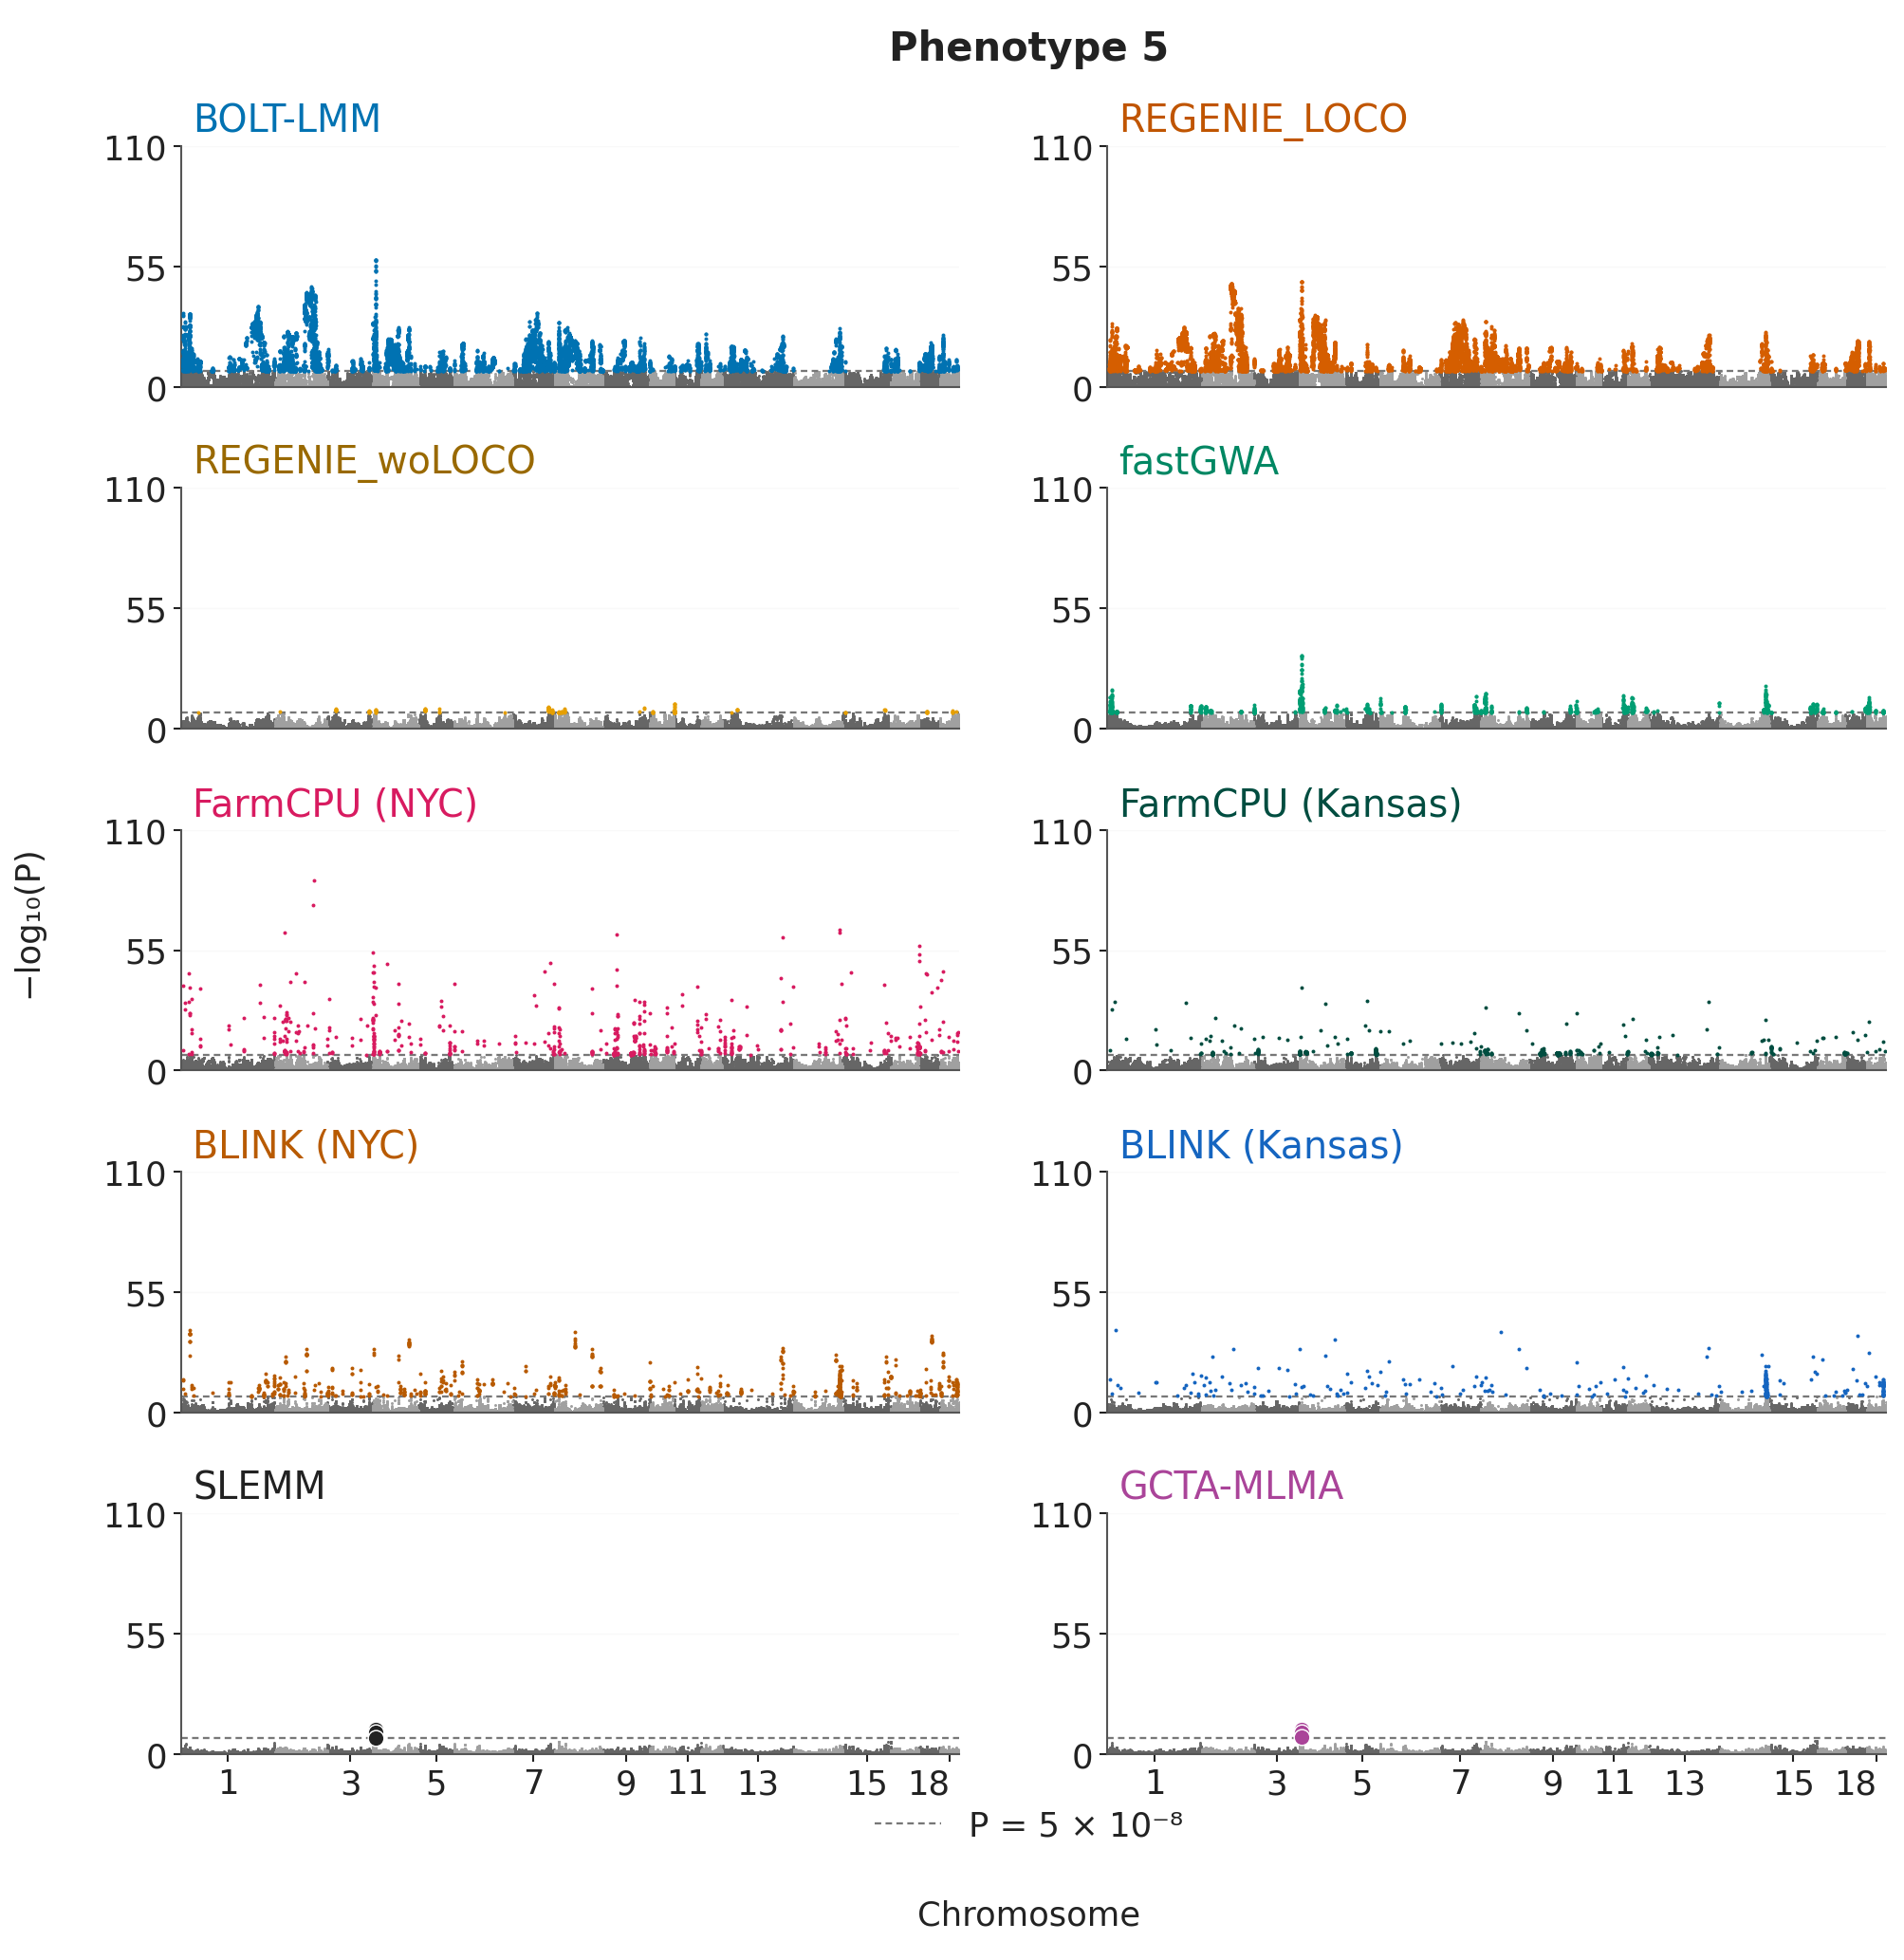 Phenotype 5
BOLT-LMM
110
55
0
REGENIE_LOCO
110
55
0
REGENIE_woLOCO
110
55
0
fastGWA
110
55
0
−log₁₀(P)
FarmCPU (NYC)
110
55
0
FarmCPU (Kansas)
110
55
0
BLINK (NYC)
110
55
0
BLINK (Kansas)
110
55
0
SLEMM
110
55
0
1 3 5 7 9 11 13 15 18
GCTA-MLMA
110
55
0
1 3 5 7 9 11 13 15 18
P = 5 × 10⁻⁸
Chromosome